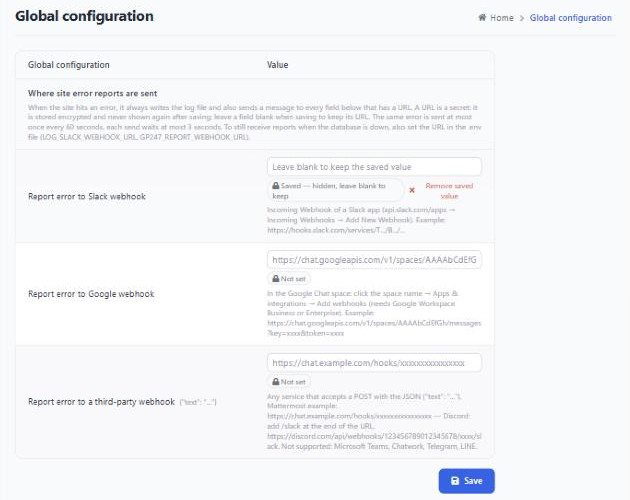 Global configuration
Home > Global configuration
Global configuration Value
Where site error reports are sent
When the site hits an error, it always writes the log file and also sends a message to every field below that has a URL. A URL is a secret: it
is stored encrypted and never shown again after saving; leave a field blank when saving to keep its URL. The same error is sent at most
once every 60 seconds, each send waits at most 3 seconds. To still receive reports when the database is down, also set the URL in the .env
file (LOG_SLACK_WEBHOOK_URL, GP247_REPORT_WEBHOOK_URL).
Report error to Slack webhook
Leave blank to keep the saved value
Saved — hidden, leave blank to
keep
Remove saved
value
Incoming Webhook of a Slack app (api.slack.com/apps →
Incoming Webhooks → Add New Webhook). Example:
https://hooks.slack.com/services/T.../B.../...
Report error to Google webhook
https://chat.googleapis.com/v1/spaces/AAAAbCdEfG
Not set
In the Google Chat space: click the space name → Apps &
integrations → Add webhooks (needs Google Workspace
Business or Enterprise). Example:
https://chat.googleapis.com/v1/spaces/AAAAbCdEfGh/messages
?key=xxxx&token=xxxx
Report error to a third-party webhook {"text": "..."}
https://chat.example.com/hooks/xxxxxxxxxxxxxxxx
Not set
Any service that accepts a POST with the JSON {"text": "..."}.
Mattermost example:
https://chat.example.com/hooks/xxxxxxxxxxxxxxxx — Discord:
add /slack at the end of the URL,
https://discord.com/api/webhooks/123456789012345678/xxxx/sl
ack. Not supported: Microsoft Teams, Chatwork, Telegram, LINE.
Save